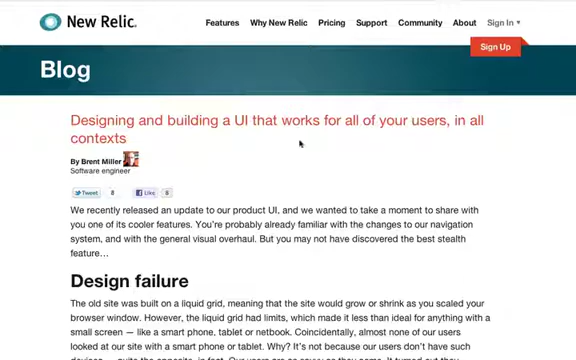 New Relic.
Features Why New Relic Pricing Support Community About Sign In
Sign Up
Blog
Designing and building a UI that works for all of your users, in all
contexts
By Brent Miller
Software engineer
Tweet 8 Like 8
We recently released an update to our product UI, and we wanted to take a moment to share with
you one of its cooler features. You're probably already familiar with the changes to our navigation
system, and with the general visual overhaul. But you may not have discovered the best stealth
feature…
Design failure
The old site was built on a liquid grid, meaning that the site would grow or shrink as you scaled your
browser window. However, the liquid grid had limits, which made it less than ideal for anything with a
small screen — like a smart phone, tablet or netbook. Coincidentally, almost none of our users
looked at our site with a smart phone or tablet. Why? It's not because our users don't have such